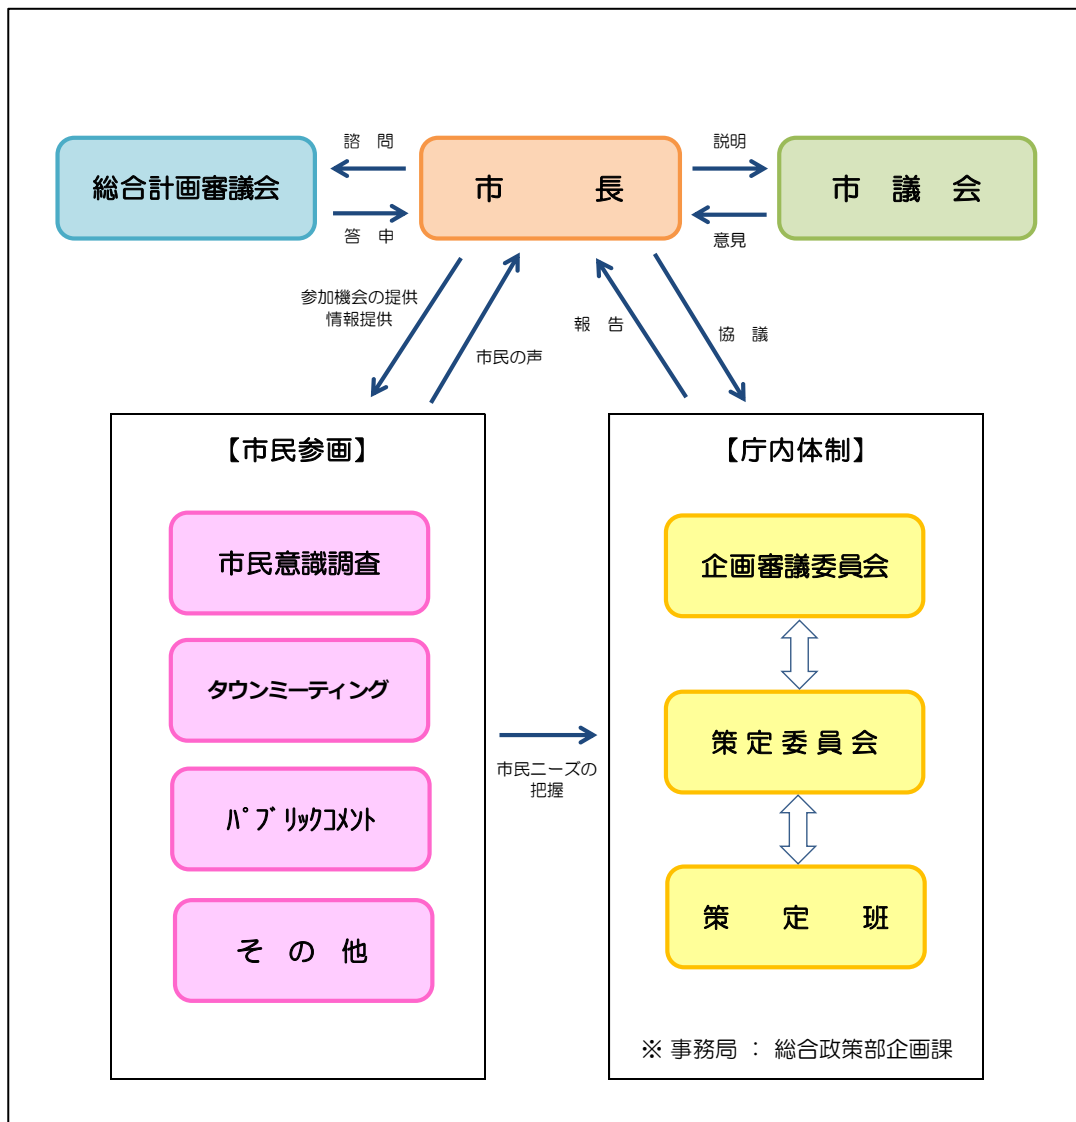 諮 問
説明
総合計画審議会
市 長
市 議 会
答 申
意見
参加機会の提供
情報提供
市民の声
報 告
協 議
【市民参画】
市民意識調査
タウンミーティング
パブリックコメント
そ の 他
市民ニーズの
把握
【庁内体制】
企画審議委員会
策定委員会
策 定 班
※ 事務局 : 総合政策部企画課